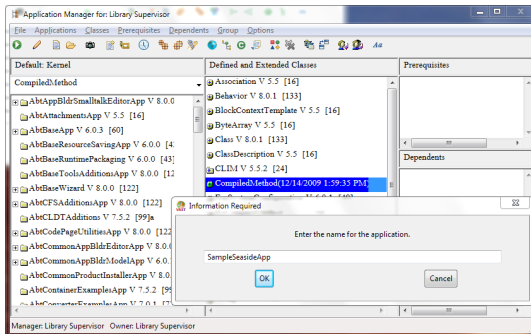 Application Manager for: Library Supervisor
File Applications Classes Prerequisites Dependents Group Options
Aa
Default: Kernel
CompiledMethod
AbtAppBldrSmalltalkEditorApp V 8.0.0
AbtAttachmentsApp V 5.5 [16]
AbtBaseApp V 6.0.3 [60]
AbtBaseResourceSavingApp V 6.0.0 [4
AbtBaseRuntimePackaging V 6.0.0 [43]
AbtBaseToolsAdditionsApp V 8.0.0 [12
AbtBaseWizard V 8.0.0 [122]
AbtCFSAdditionsApp V 8.0.0 [122]
AbtCLDTAdditions V 7.5.2 [99]a
AbtCodePageUtilitiesApp V 8.0.0 [122
AbtCommonAppBldrEditorApp V 8.0.0
AbtCommonAppBldrModelApp V 6.0.
AbtCommonProductInstallerApp V 8.0
AbtContainerExamplesApp V 7.5.2 [99
AbtConverterExamplesApp V 7.0.1 [7
Defined and Extended Classes
Association V 5.5 [16]
Behavior V 8.0.1 [133]
BlockContextTemplate V 5.5 [16]
ByteArray V 5.5 [16]
Class V 8.0.1 [133]
ClassDescription V 5.5 [16]
CLIM V 5.5.2 [24]
CompiledMethod(12/14/2009 1:59:35 PM)
Prerequisites
Dependents
Information Required
Enter the name for the application.
SampleSeasideApp
OK
Cancel
Manager: Library Supervisor Owner: Library Supervisor